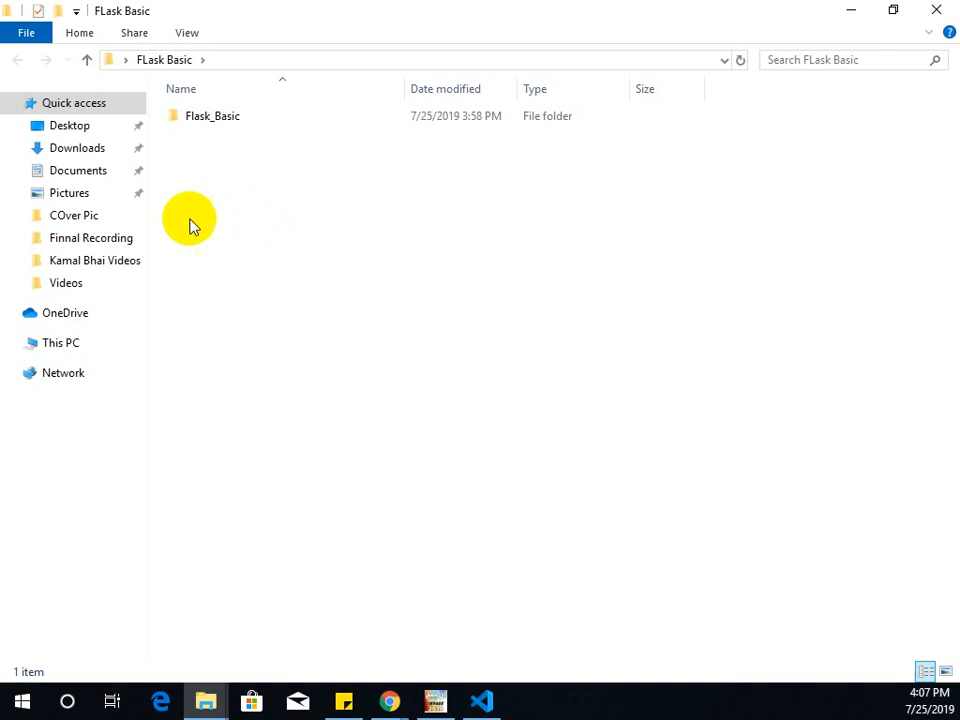 FLask Basic
File Home Share View
FLask Basic
Search FLask Basic
Name Date modified Type Size
Flask_Basic 7/25/2019 3:58 PM File folder
Quick access
Desktop
Downloads
Documents
Pictures
COver Pic
Finnal Recording
Kamal Bhai Videos
Videos
OneDrive
This PC
Network
1 item
4:07 PM
7/25/2019